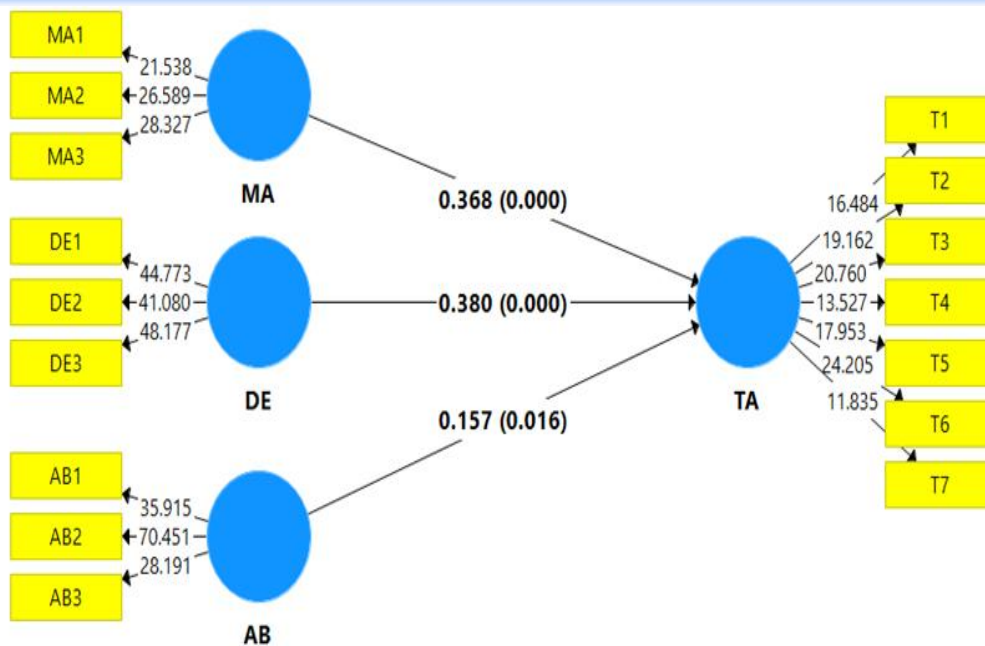 MA1
MA2
MA3
21.538
26.589
28.327
MA
0.368 (0.000)
DE1
DE2
DE3
44.773
41.080
48.177
DE
0.380 (0.000)
AB1
AB2
AB3
35.915
70.451
28.191
AB
0.157 (0.016)
TA
16.484
19.162
20.760
13.527
17.953
24.205
11.835
T1
T2
T3
T4
T5
T6
T7